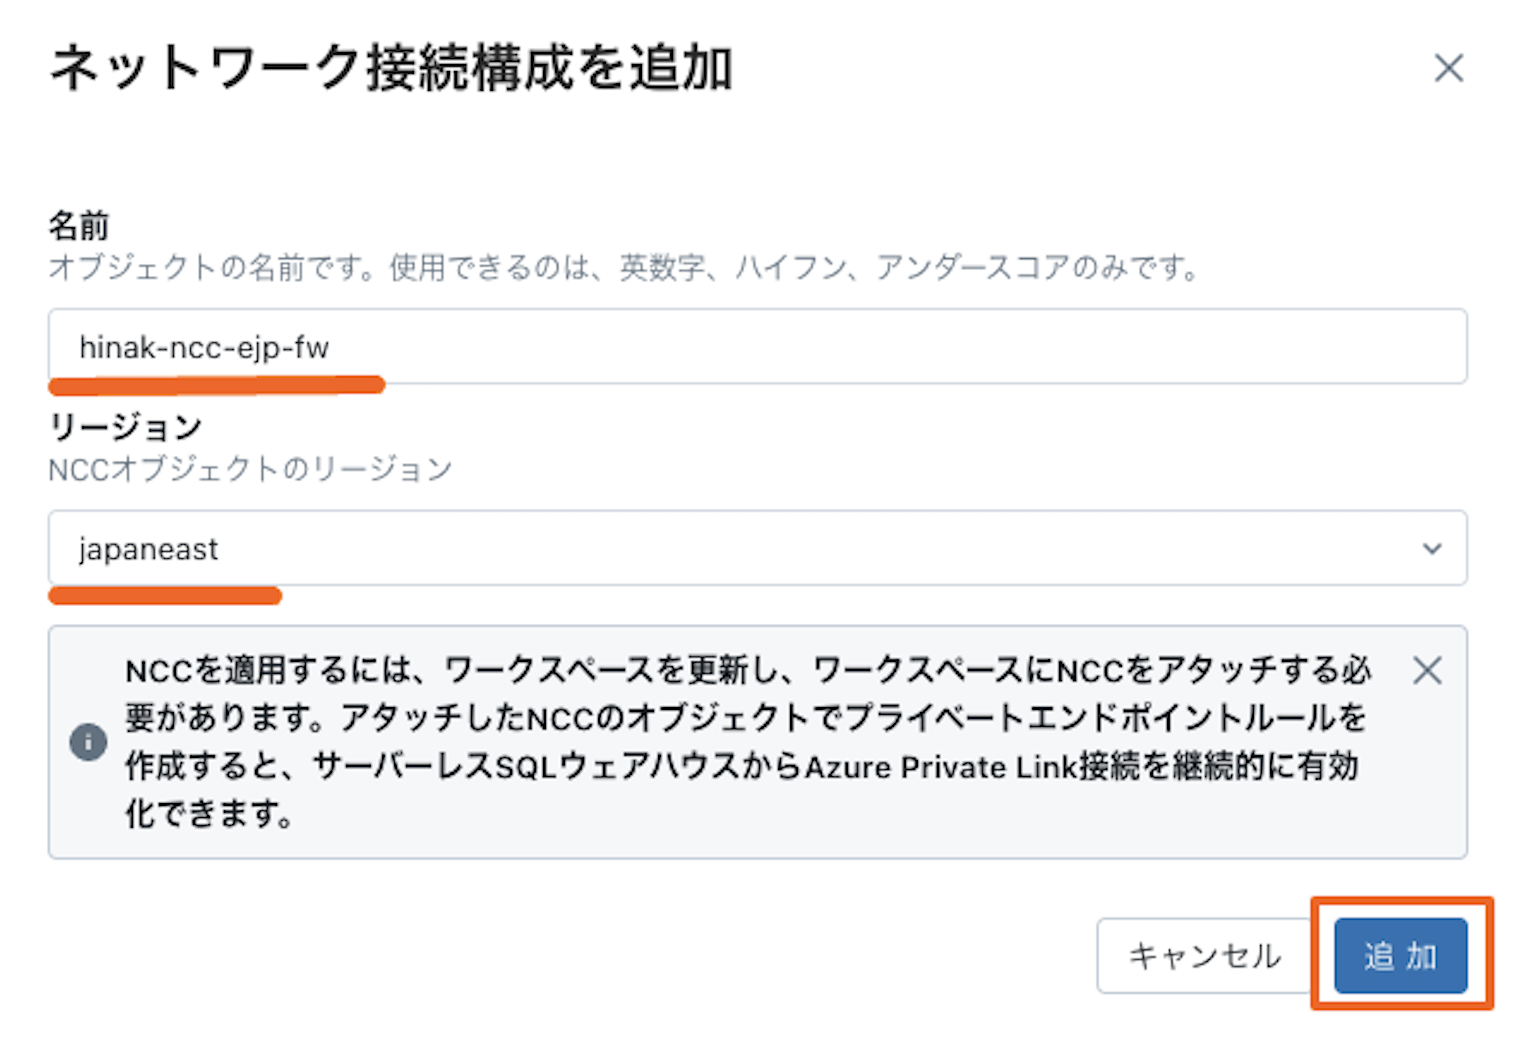 ネットワーク接続構成を追加
名前
オブジェクトの名前です。使用できるのは、英数字、ハイフン、アンダースコアのみです。
hinak-ncc-ejp-fw
リージョン
NCCオブジェクトのリージョン
japaneast
NCCを適用するには、ワークスペースを更新し、ワークスペースにNCCをアタッチする必
要があります。アタッチしたNCCのオブジェクトでプライベートエンドポイントルールを
作成すると、サーバーレスSQLウェアハウスからAzure Private Link接続を継続的に有効
化できます。
キャンセル
追 加